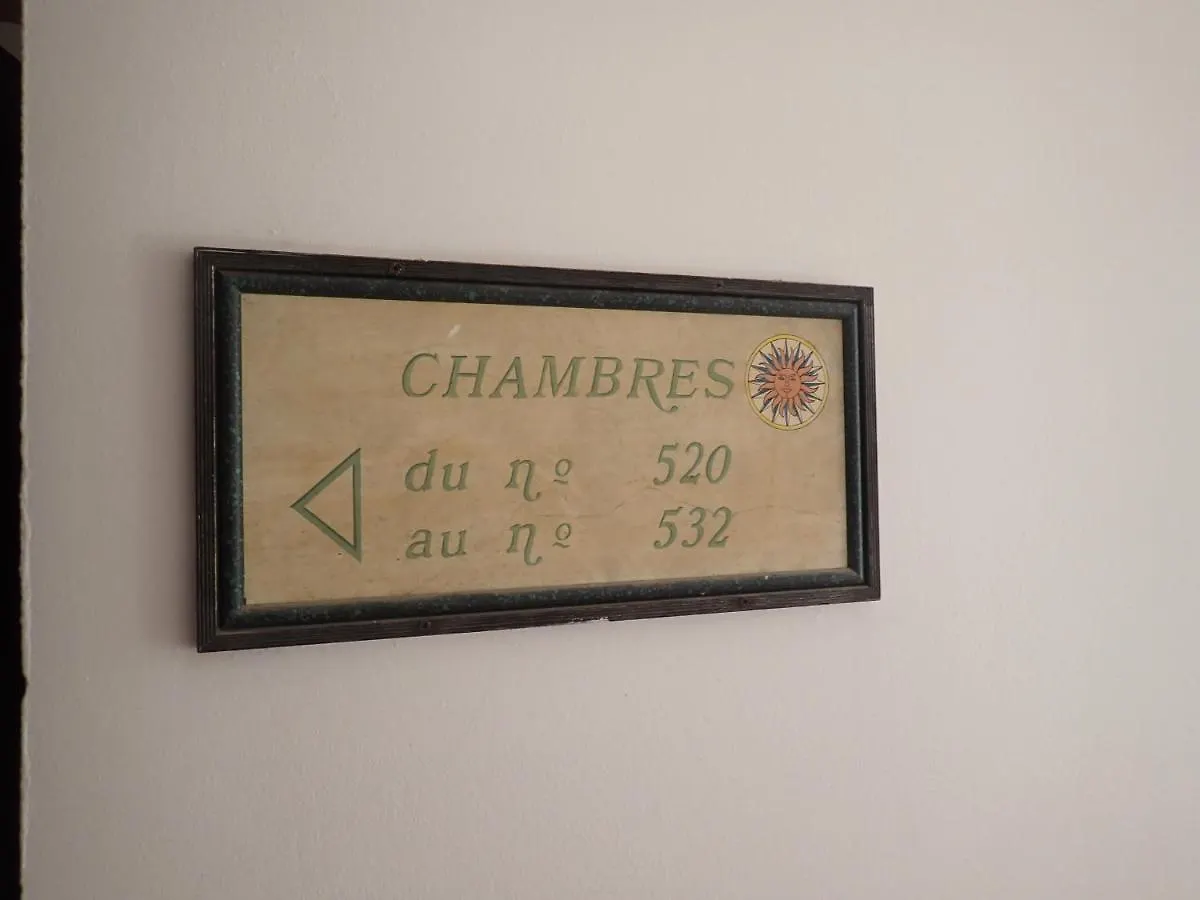 CHAMBRES
du nº 520
au nº 532